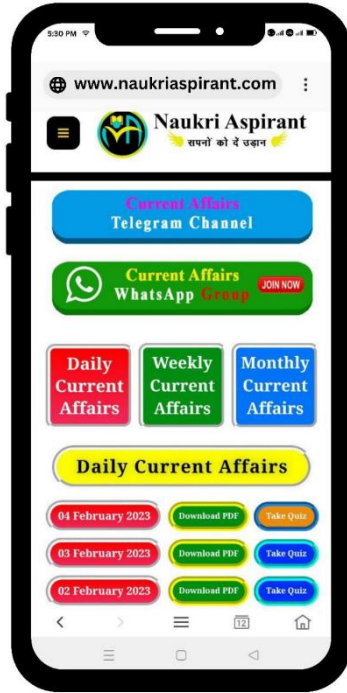 5:30 PM
www.naukriaspirant.com
Naukri Aspirant
सपनों को दें उड़ान
Current Affairs
Telegram Channel
Current Affairs
WhatsApp Group
JOIN NOW
Daily
Current
Affairs
Weekly
Current
Affairs
Monthly
Current
Affairs
Daily Current Affairs
04 February 2023 Download PDF Take Quiz
03 February 2023 Download PDF Take Quiz
02 February 2023 Download PDF Take Quiz
12